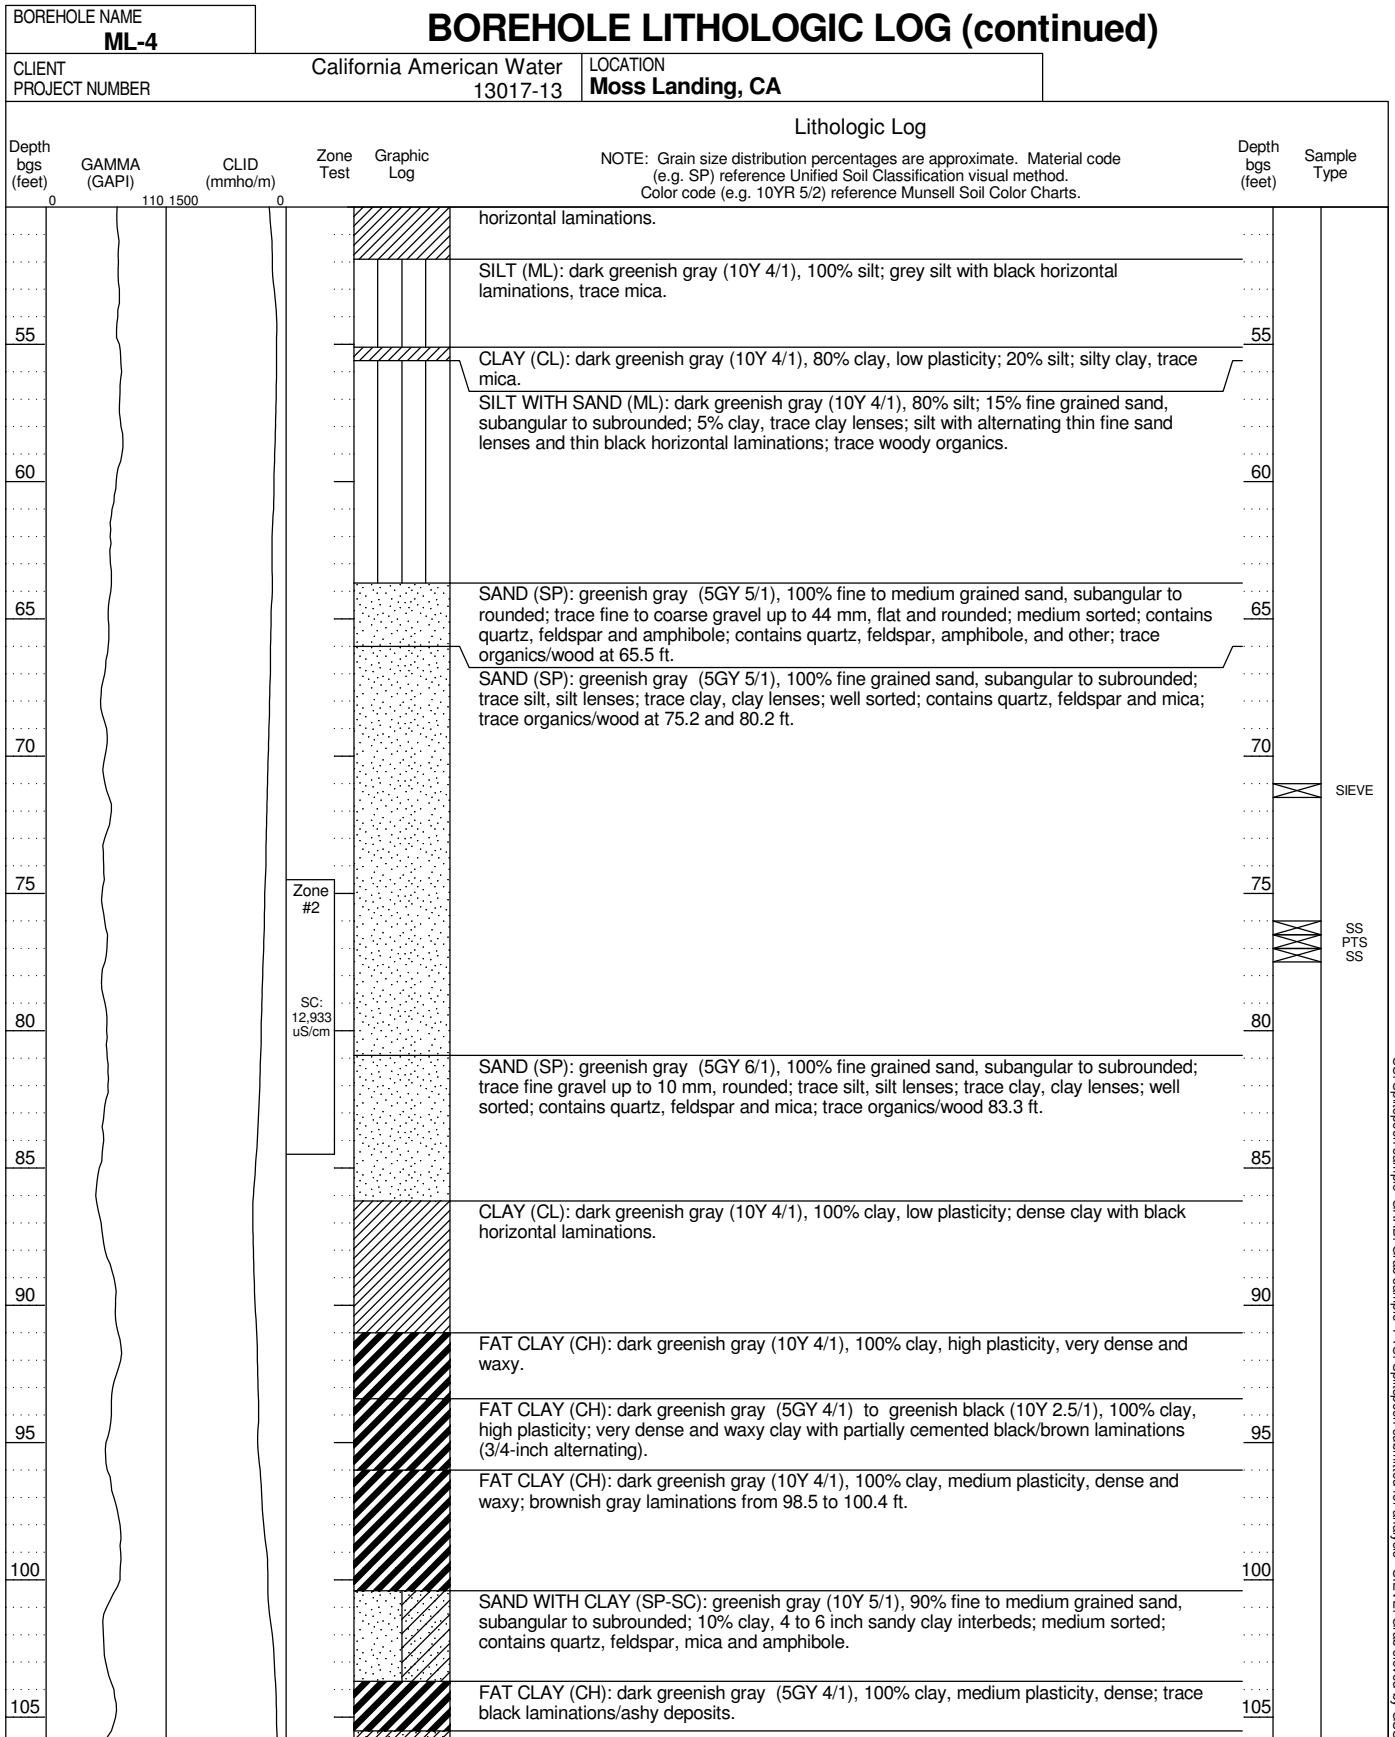 BOREHOLE NAME
ML-4
BOREHOLE LITHOLOGIC LOG (continued)
CLIENT California American Water
PROJECT NUMBER 13017-13
LOCATION
Moss Landing, CA
Depth bgs (feet)
GAMMA (GAPI)
CLID (mmho/m)
Zone Test
Graphic Log
Lithologic Log
NOTE: Grain size distribution percentages are approximate. Material code
(e.g. SP) reference Unified Soil Classification visual method.
Color code (e.g. 10YR 5/2) reference Munsell Soil Color Charts.
Depth bgs (feet)
Sample Type
0 110 1500 0
horizontal laminations.
SILT (ML): dark greenish gray (10Y 4/1), 100% silt; grey silt with black horizontal
laminations, trace mica.
55 55
CLAY (CL): dark greenish gray (10Y 4/1), 80% clay, low plasticity; 20% silt; silty clay, trace
mica.
SILT WITH SAND (ML): dark greenish gray (10Y 4/1), 80% silt; 15% fine grained sand,
subangular to subrounded; 5% clay, trace clay lenses; silt with alternating thin fine sand
lenses and thin black horizontal laminations; trace woody organics.
60 60
SAND (SP): greenish gray (5GY 5/1), 100% fine to medium grained sand, subangular to
rounded; trace fine to coarse gravel up to 44 mm, flat and rounded; medium sorted; contains
quartz, feldspar and amphibole; contains quartz, feldspar, amphibole, and other; trace
organics/wood at 65.5 ft.
65 65
SAND (SP): greenish gray (5GY 5/1), 100% fine grained sand, subangular to subrounded;
trace silt, silt lenses; trace clay, clay lenses; well sorted; contains quartz, feldspar and mica;
trace organics/wood at 75.2 and 80.2 ft.
70 70
SIEVE
75 75
Zone
#2
SS
PTS
SS
SC:
12,933
uS/cm
80 80
SAND (SP): greenish gray (5GY 6/1), 100% fine grained sand, subangular to subrounded;
trace fine gravel up to 10 mm, rounded; trace silt, silt lenses; trace clay, clay lenses; well
sorted; contains quartz, feldspar and mica; trace organics/wood 83.3 ft.
85 85
CLAY (CL): dark greenish gray (10Y 4/1), 100% clay, low plasticity; dense clay with black
horizontal laminations.
90 90
FAT CLAY (CH): dark greenish gray (10Y 4/1), 100% clay, high plasticity, very dense and
waxy.
FAT CLAY (CH): dark greenish gray (5GY 4/1) to greenish black (10Y 2.5/1), 100% clay,
high plasticity; very dense and waxy clay with partially cemented black/brown laminations
(3/4-inch alternating).
95 95
FAT CLAY (CH): dark greenish gray (10Y 4/1), 100% clay, medium plasticity, dense and
waxy; brownish gray laminations from 98.5 to 100.4 ft.
100 100
SAND WITH CLAY (SP-SC): greenish gray (10Y 5/1), 90% fine to medium grained sand,
subangular to subrounded; 10% clay, 4 to 6 inch sandy clay interbeds; medium sorted;
contains quartz, feldspar, mica and amphibole.
FAT CLAY (CH): dark greenish gray (5GY 4/1), 100% clay, medium plasticity, dense; trace
black laminations/ashy deposits.
105 105